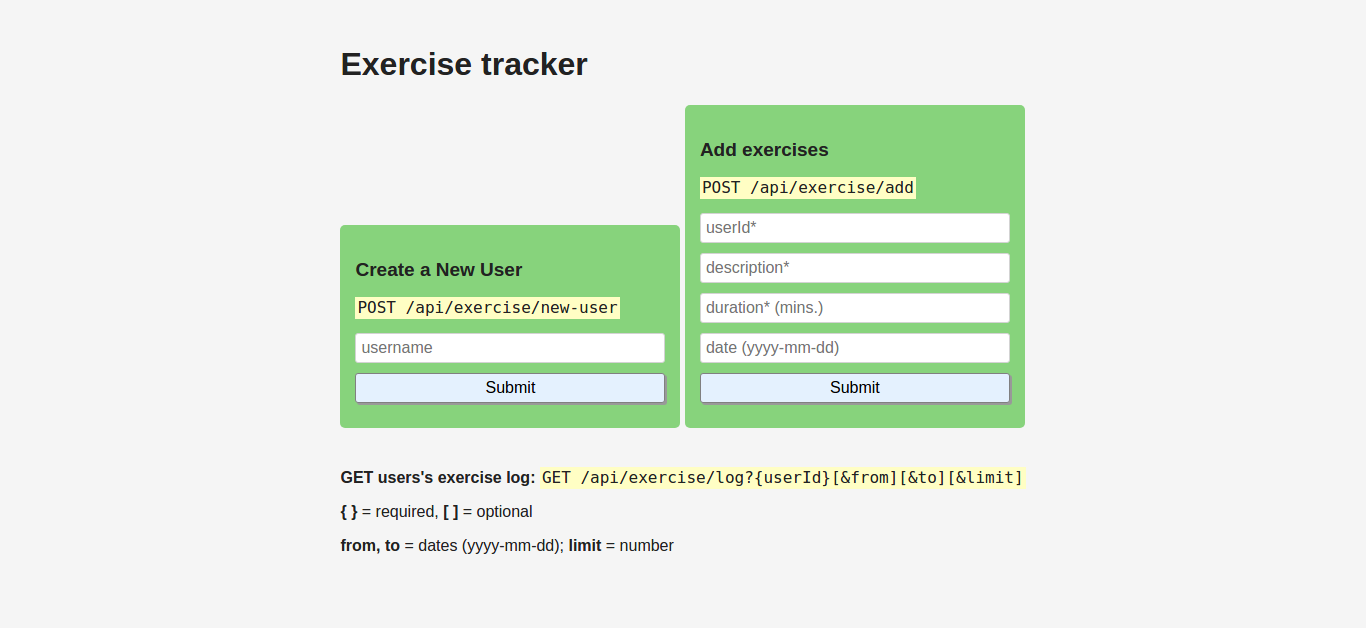 Exercise tracker
Create a New User
POST /api/exercise/new-user
username
Submit
Add exercises
POST /api/exercise/add
userId*
description*
duration* (mins.)
date (yyyy-mm-dd)
Submit
GET users's exercise log: GET /api/exercise/log?{userId}[&from][&to][&limit]
{ } = required, [ ] = optional
from, to = dates (yyyy-mm-dd); limit = number